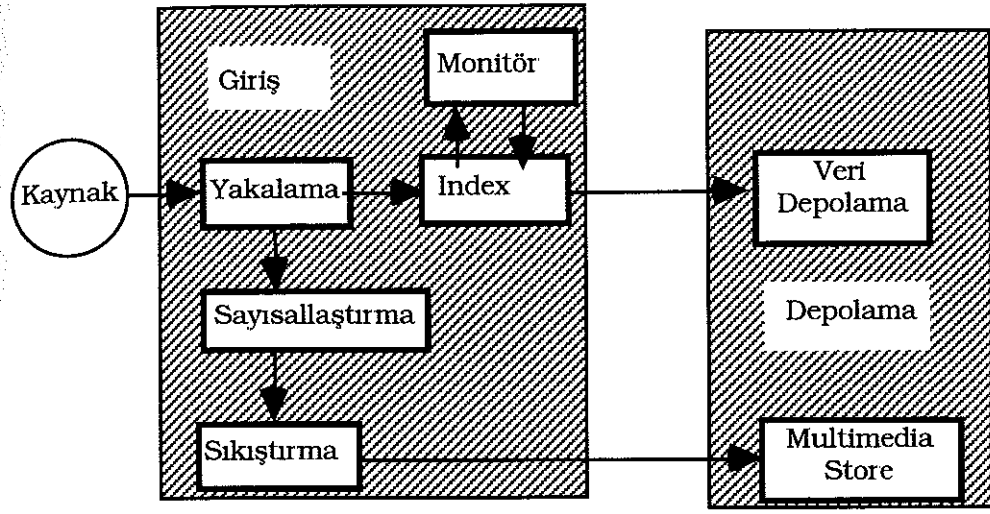 Giriş
Monitör
Kaynak
Yakalama
Index
Veri
Depolama
Sayısallaştırma
Depolama
Sıkıştırma
Multimedia
Store